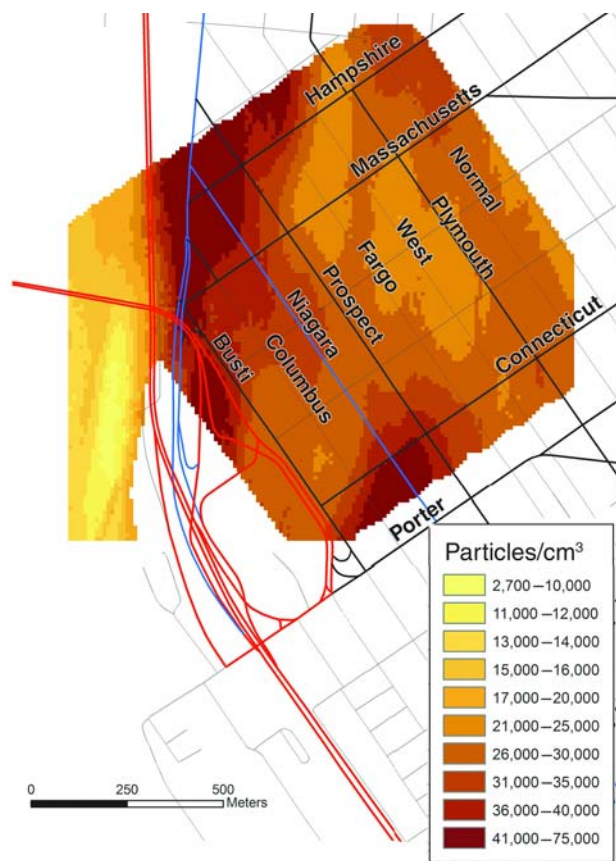 Hampshire
Massachusetts
Normal
Plymouth
West
Fargo
Prospect
Connecticut
Niagara
Columbus
Busti
Porter
Particles/cm³
2,700–10,000
11,000–12,000
13,000–14,000
15,000–16,000
17,000–20,000
21,000–25,000
26,000–30,000
31,000–35,000
36,000–40,000
41,000–75,000
0 250 500
Meters